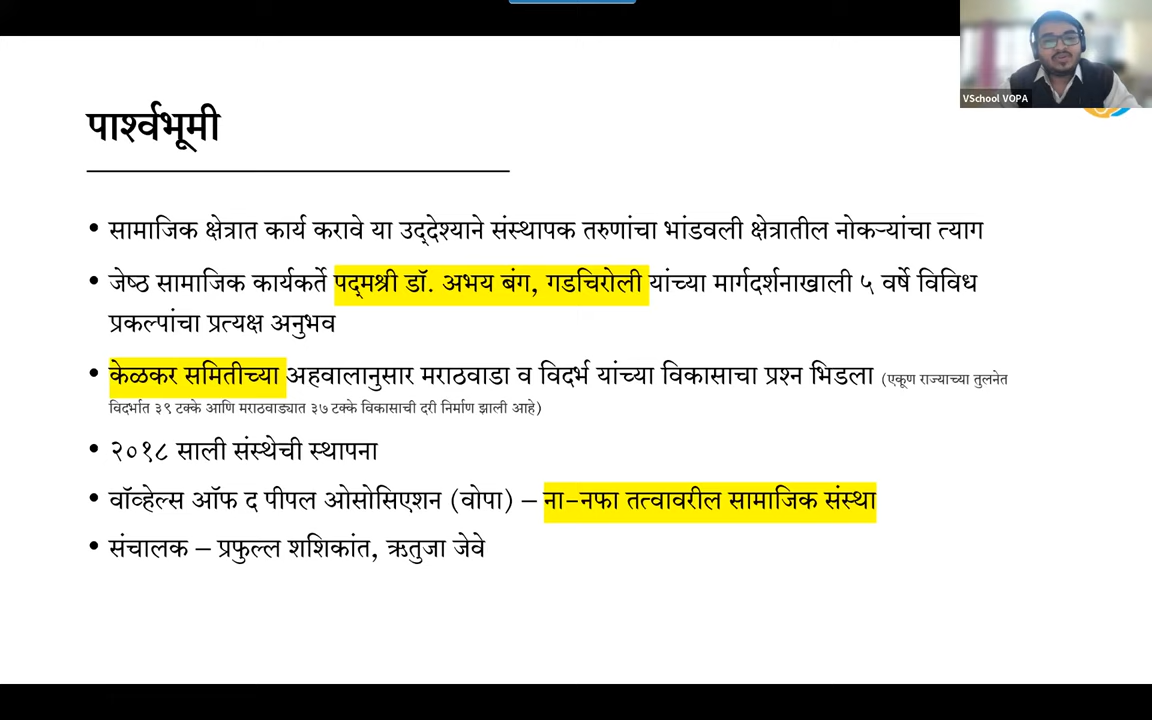 VSchool VOPA
पार्श्वभूमी
• सामाजिक क्षेत्रात कार्य करावे या उद्देश्याने संस्थापक तरुणांचा भांडवली क्षेत्रातील नोकऱ्यांचा त्याग
• जेष्ठ सामाजिक कार्यकर्ते पद्मश्री डॉ. अभय बंग, गडचिरोली यांच्या मार्गदर्शनाखाली ५ वर्षे विविध
प्रकल्पांचा प्रत्यक्ष अनुभव
• केळकर समितीच्या अहवालानुसार मराठवाडा व विदर्भ यांच्या विकासाचा प्रश्न भिडला (एकूण राज्याच्या तुलनेत
विदर्भात ३९ टक्के आणि मराठवाड्यात ३७ टक्के विकासाची दरी निर्माण झाली आहे)
• २०१८ साली संस्थेची स्थापना
• वॉव्हेल्स ऑफ द पीपल ओसोसिएशन (वोपा) – ना-नफा तत्वावरील सामाजिक संस्था
• संचालक – प्रफुल्ल शशिकांत, ऋतुजा जेवे